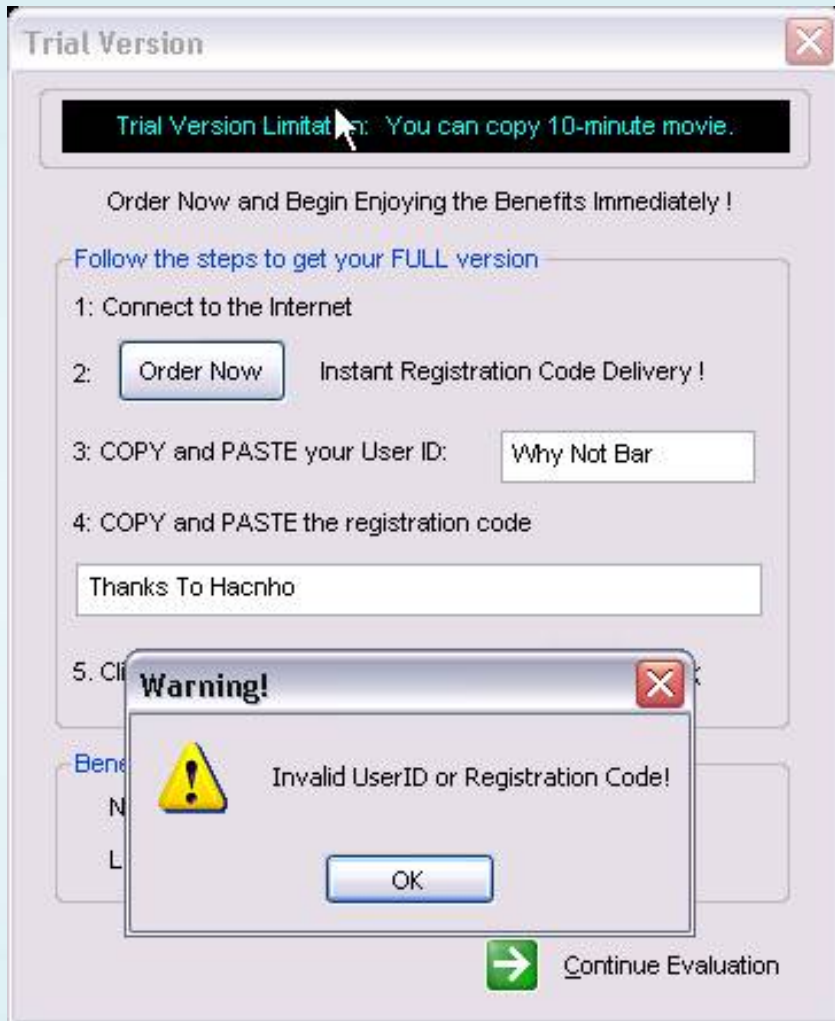 Trial Version
Trial Version Limitation: You can copy 10-minute movie.
Order Now and Begin Enjoying the Benefits Immediately !
Follow the steps to get your FULL version
1: Connect to the Internet
2: Order Now Instant Registration Code Delivery !
3: COPY and PASTE your User ID: Why Not Bar
4: COPY and PASTE the registration code
Thanks To Hacnho
5.
Warning!
Invalid UserID or Registration Code!
OK
Continue Evaluation